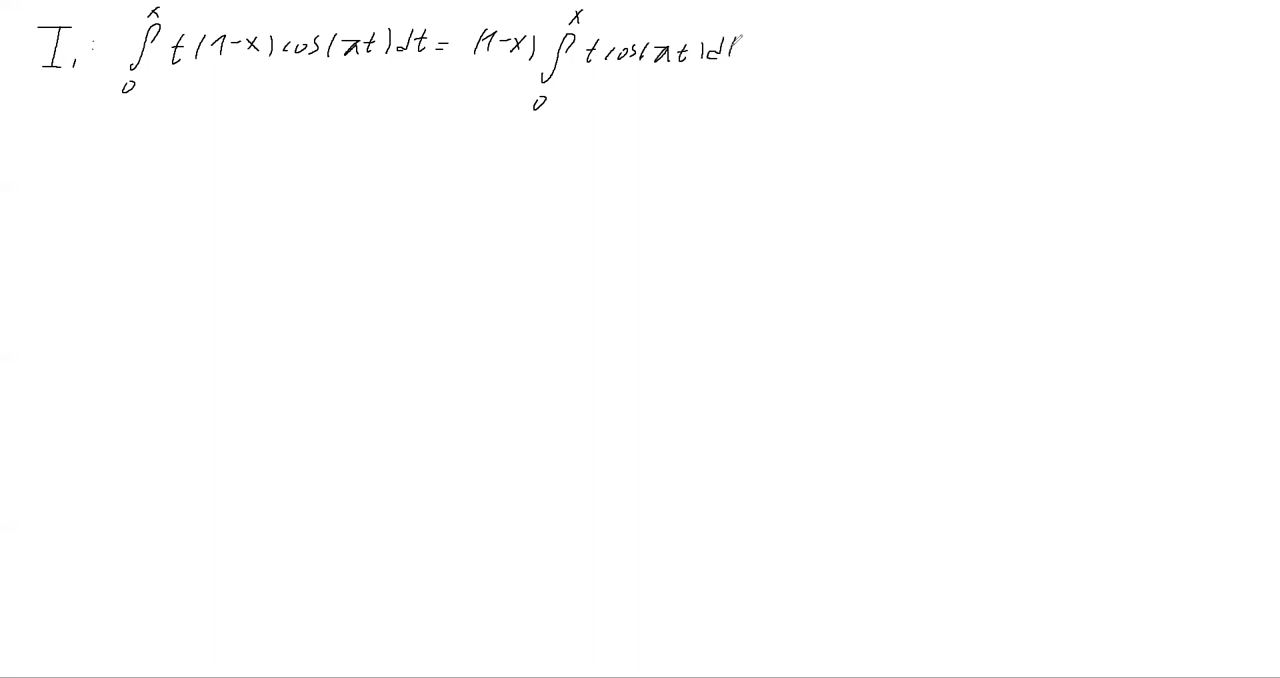 I₁: ∫₀ˣ t(1-x)cos(πt)dt = (1-x) ∫₀ˣ t cos(πt)dt